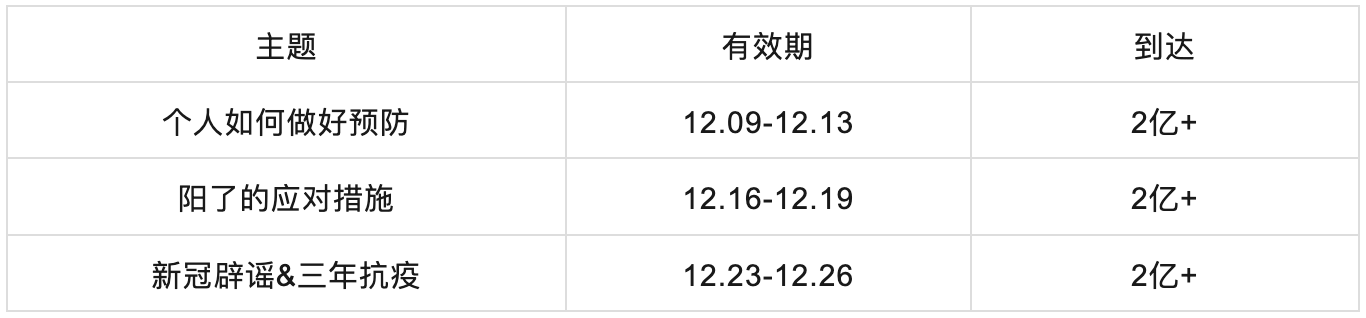 主题 有效期 到达
个人如何做好预防 12.09-12.13 2亿+
阳了的应对措施 12.16-12.19 2亿+
新冠辟谣&三年抗疫 12.23-12.26 2亿+